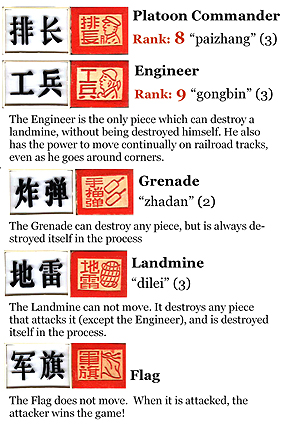 排长 排長 Platoon Commander
Rank: 8 “paizhang” (3)
工兵 工兵 Engineer
Rank: 9 “gongbin” (3)
The Engineer is the only piece which can destroy a
landmine, without being destroyed himself. He also
has the power to move continually on railroad tracks,
even as he goes around corners.
炸弹 手榴弹 Grenade
“zhadan” (2)
The Grenade can destroy any piece, but is always de-
stroyed itself in the process
地雷 地雷 Landmine
“dilei” (3)
The Landmine can not move. It destroys any piece
that attacks it (except the Engineer), and is destroyed
itself in the process.
军旗 軍旗 Flag
The Flag does not move.  When it is attacked, the
attacker wins the game!